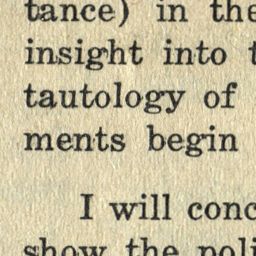 tance) in the
insight into t
tautology of
ments begin
I will conc
show the poli